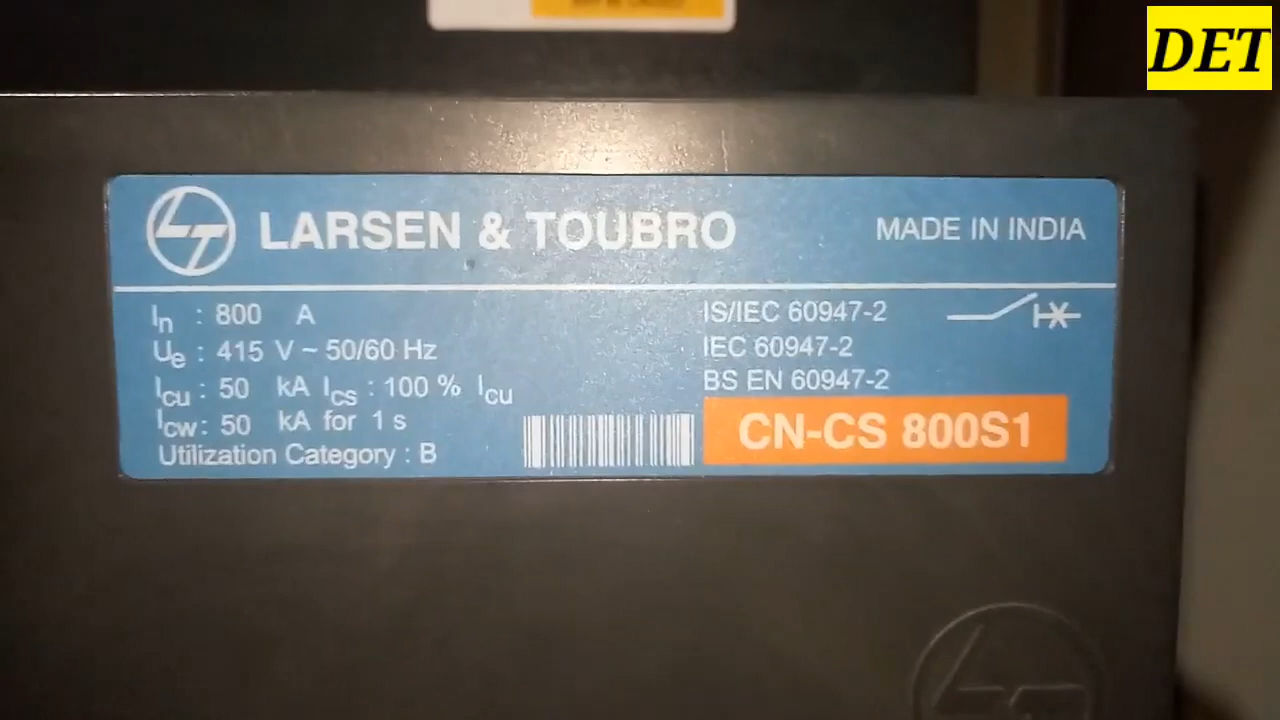 DET
LARSEN & TOUBRO
MADE IN INDIA
In : 800 A
Ue : 415 V ~ 50/60 Hz
Icu : 50 kA Ics : 100 % Icu
Icw : 50 kA for 1 s
Utilization Category : B
IS/IEC 60947-2
IEC 60947-2
BS EN 60947-2
CN-CS 800S1